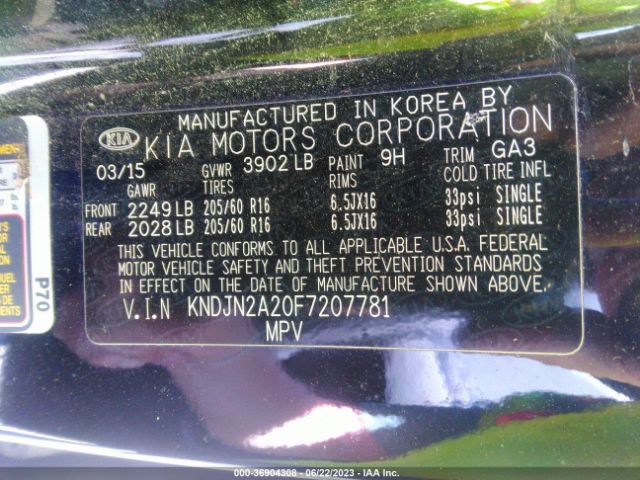 MANUFACTURED IN KOREA BY
KIA KIA MOTORS CORPORATION
03/15 GVWR 3902 LB PAINT 9H TRIM GA3
GAWR TIRES RIMS COLD TIRE INFL
FRONT 2249 LB 205/60 R16 6.5JX16 33psi SINGLE
REAR 2028 LB 205/60 R16 6.5JX16 33psi SINGLE
THIS VEHICLE CONFORMS TO ALL APPLICABLE U.S.A. FEDERAL
MOTOR VEHICLE SAFETY AND THEFT PREVENTION STANDARDS
IN EFFECT ON THE DATE OF MANUFACTURE SHOWN ABOVE.
V.I.N KNDJN2A20F7207781
MPV
P70
000-36904308 - 06/22/2023 - IAA Inc.